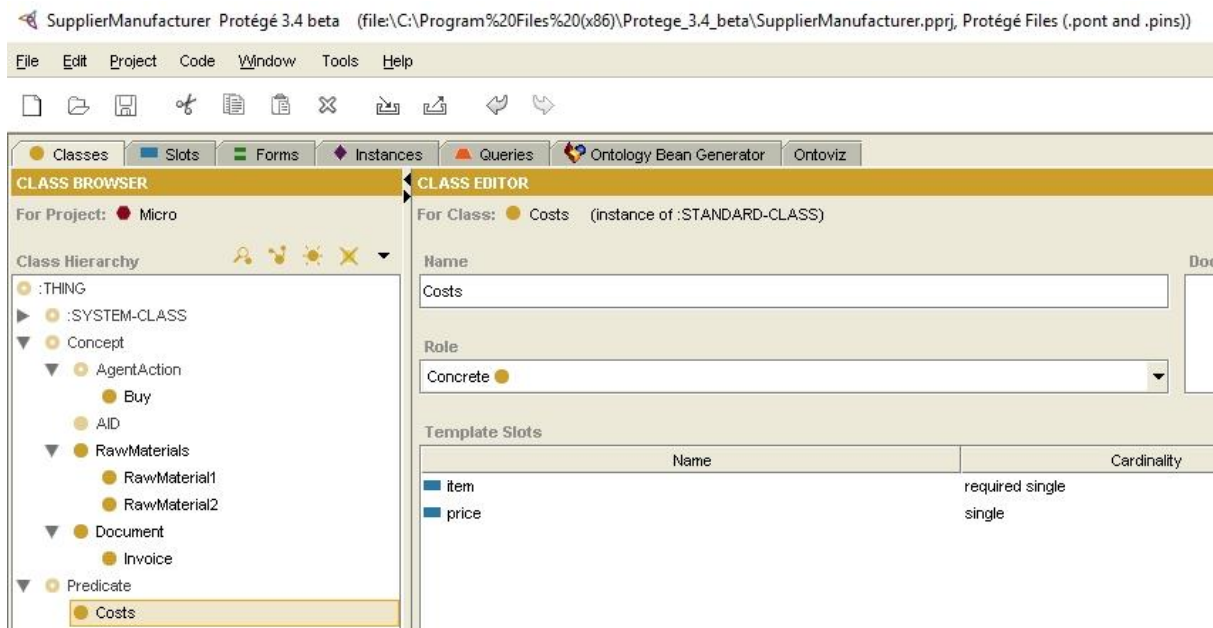 SupplierManufacturer Protégé 3.4 beta (file:\C:\Program%20Files%20(x86)\Protege_3.4_beta\SupplierManufacturer.pprj, Protégé Files (.pont and .pins))
File Edit Project Code Window Tools Help
Classes Slots Forms Instances Queries Ontology Bean Generator Ontoviz
CLASS BROWSER
For Project: Micro
Class Hierarchy
:THING
:SYSTEM-CLASS
Concept
AgentAction
Buy
AID
RawMaterials
RawMaterial1
RawMaterial2
Document
Invoice
Predicate
Costs
CLASS EDITOR
For Class: Costs (instance of :STANDARD-CLASS)
Name
Doc
Costs
Role
Concrete
Template Slots
Name Cardinality
item required single
price single